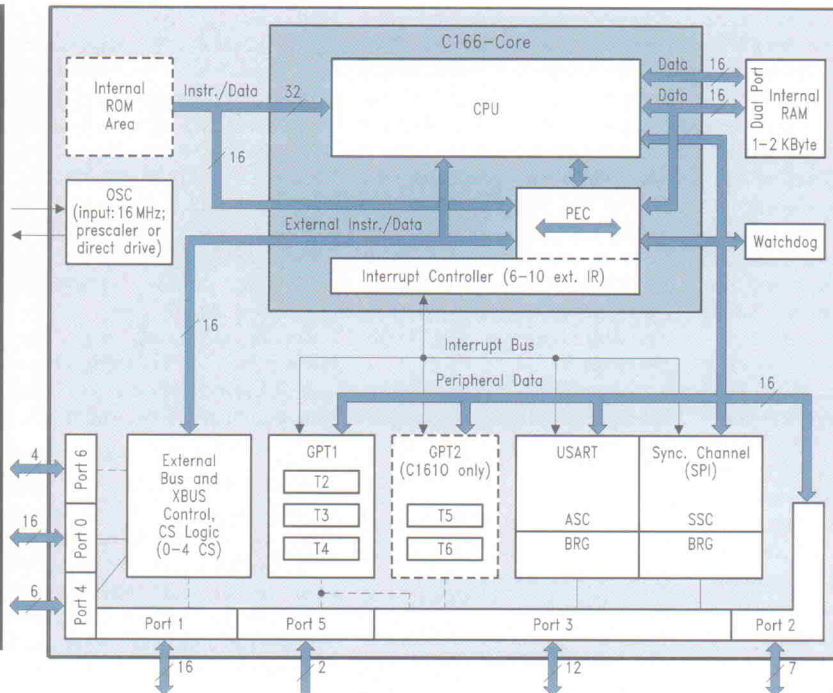 C166-Core
Internal
ROM
Area
Instr./Data
32
16
CPU
Data
16
Data
16
Dual Port
Internal
RAM
1-2 KByte
OSC
(input: 16 MHz;
prescaler or
direct drive)
External Instr./Data
PEC
Watchdog
Interrupt Controller (6-10 ext. IR)
16
Interrupt Bus
Peripheral Data
16
4
Port 6
16
Port 0
6
Port 4
External
Bus and
XBUS
Control,
CS Logic
(0-4 CS)
GPT1
T2
T3
T4
GPT2
(C1610 only)
T5
T6
USART
ASC
BRG
Sync. Channel
(SPI)
SSC
BRG
Port 1
Port 5
Port 3
Port 2
16
2
12
7